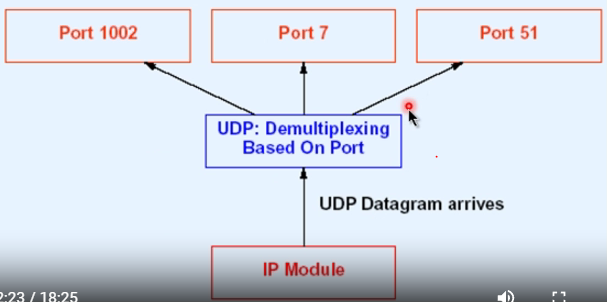 Port 1002
Port 7
Port 51
UDP: Demultiplexing
Based On Port
UDP Datagram arrives
IP Module
2:23 / 18:25